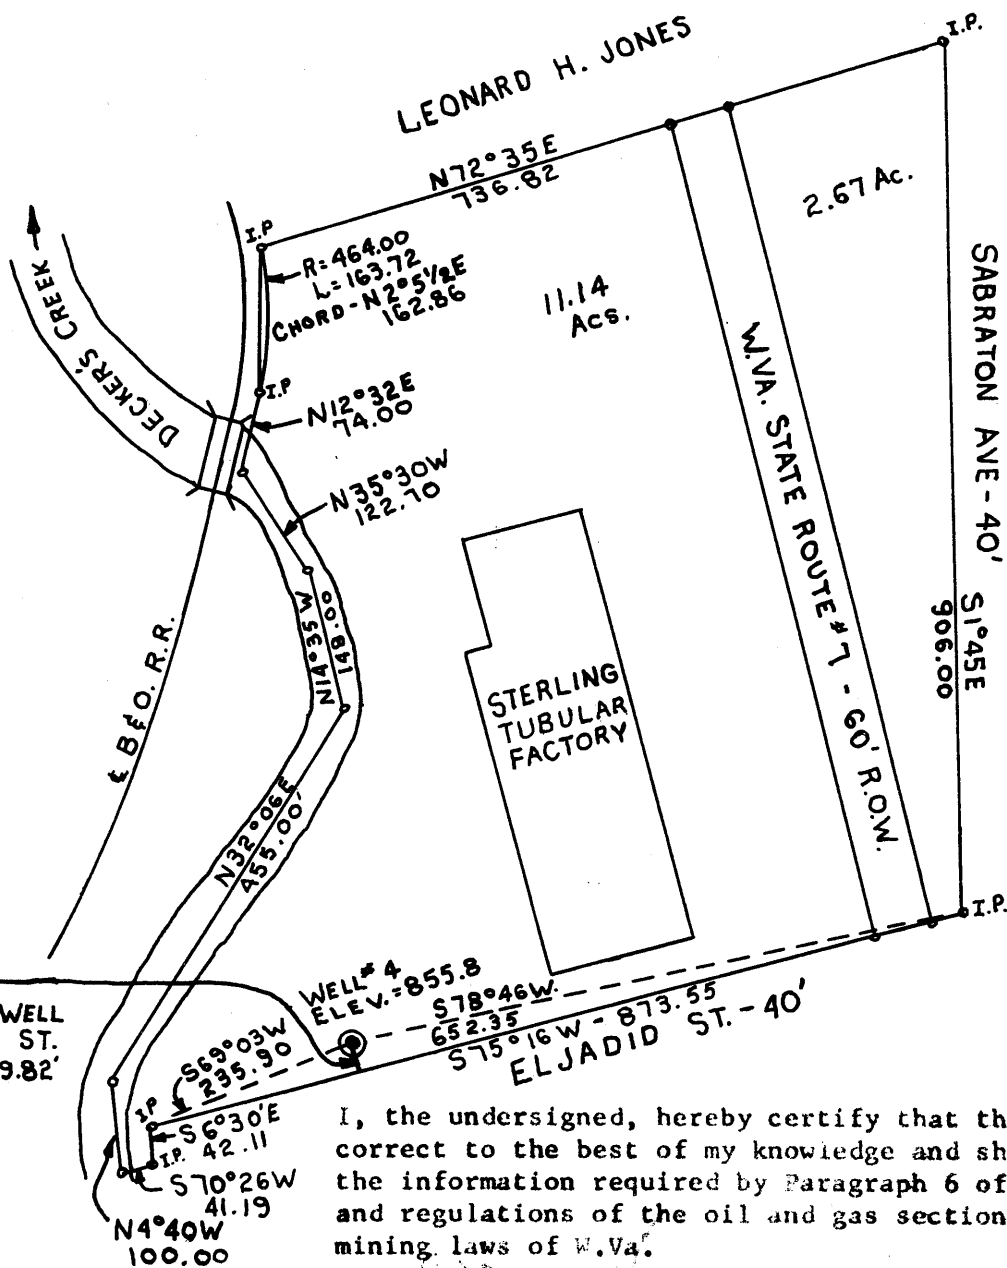 LEONARD H. JONES
I.P.
N72°35E
736.82
2.67 Ac.
I.P
R=464.00
L=163.72
CHORD-N2°5½E
162.86
11.14
Acs.
DECKERS CREEK
I.P
N12°32E
74.00
N35°30W
122.70
W.VA. STATE ROUTE #7 - 60' R.O.W.
SABRATON AVE-40'
S1°45E
906.00
148.00
N14°35W
STERLING
TUBULAR
FACTORY
℄ B&O. R.R.
N32°06E
455.00'
I.P.
WELL
ST.
9.82'
WELL #4
ELEV.=855.8
S78°46W.
652.35
S75°16W - 873.55
ELJADID ST.-40'
S69°03W
235.90
I.P
S6°30'E
42.11
I.P.
S70°26W
41.19
N4°40W
100.00
I, the undersigned, hereby certify that th
correct to the best of my knowledge and sh
the information required by Paragraph 6 of
and regulations of the oil and gas section
mining laws of W.Va.